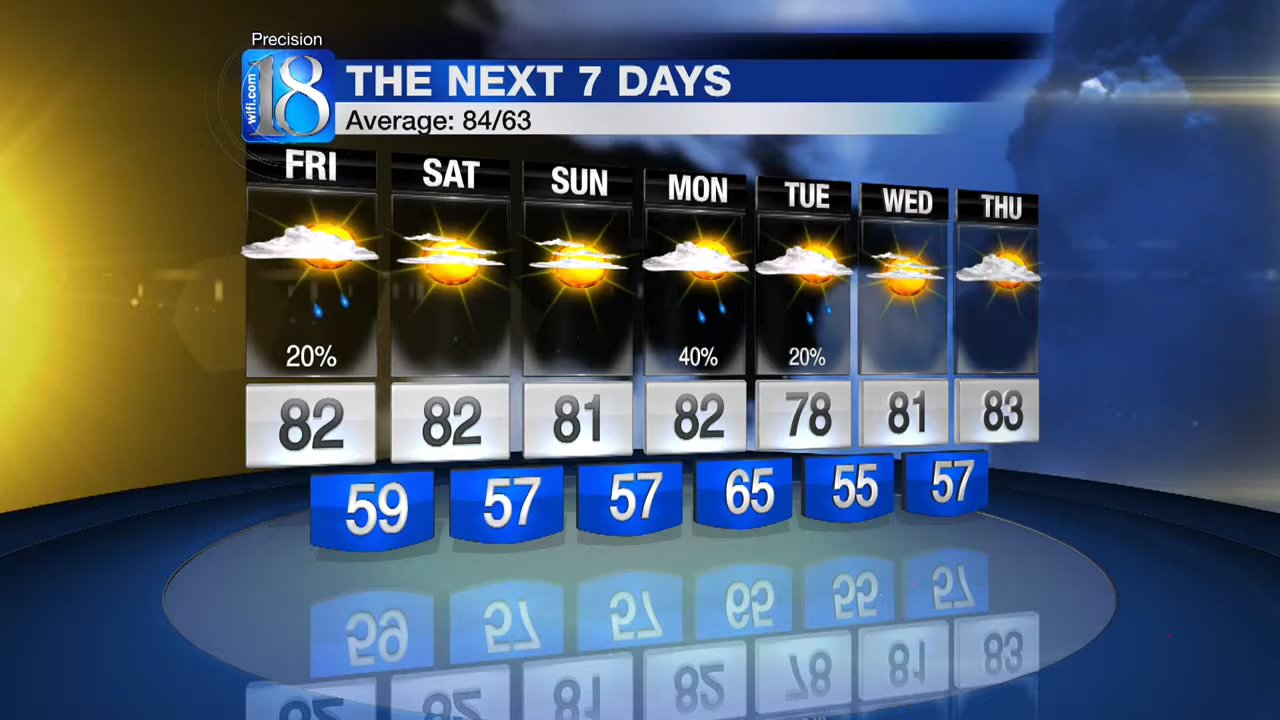 Precision
wlfi.com
18
THE NEXT 7 DAYS
Average: 84/63
FRI SAT SUN MON TUE WED THU
20% 40% 20%
82 82 81 82 78 81 83
59 57 57 65 55 57